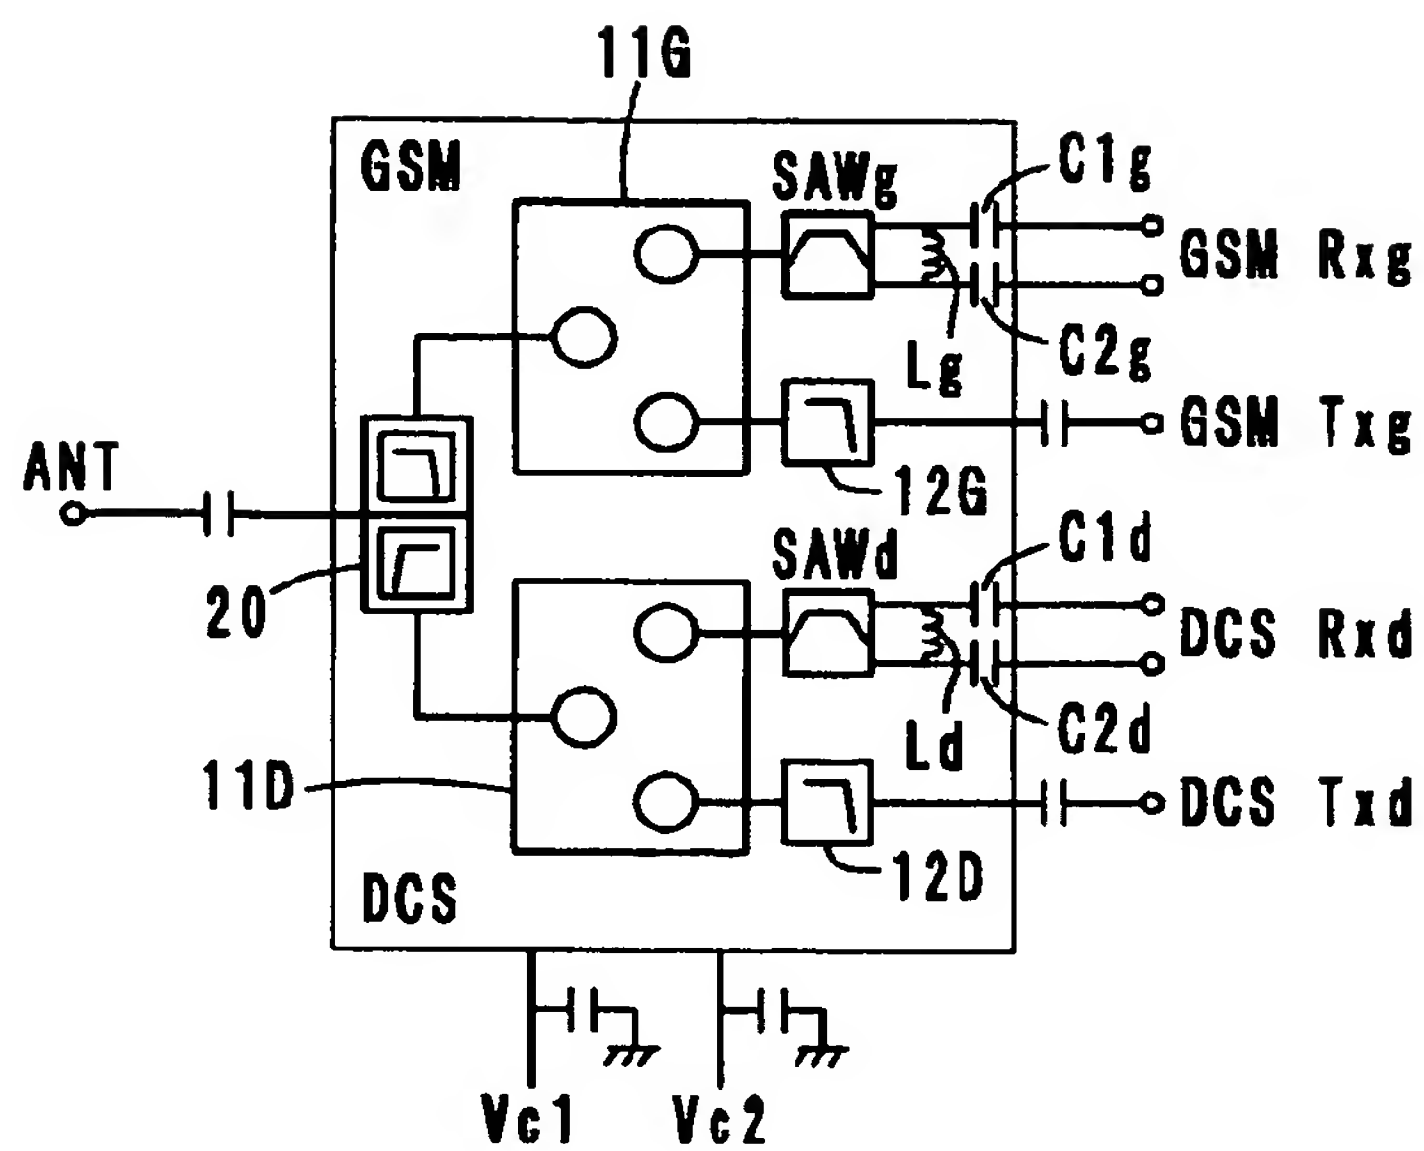 11G
GSM
SAWg
C1g
GSM Rxg
C2g
Lg
GSM Txg
12G
ANT
20
SAWd
C1d
DCS Rxd
C2d
Ld
11D
DCS Txd
12D
DCS
Vc1
Vc2